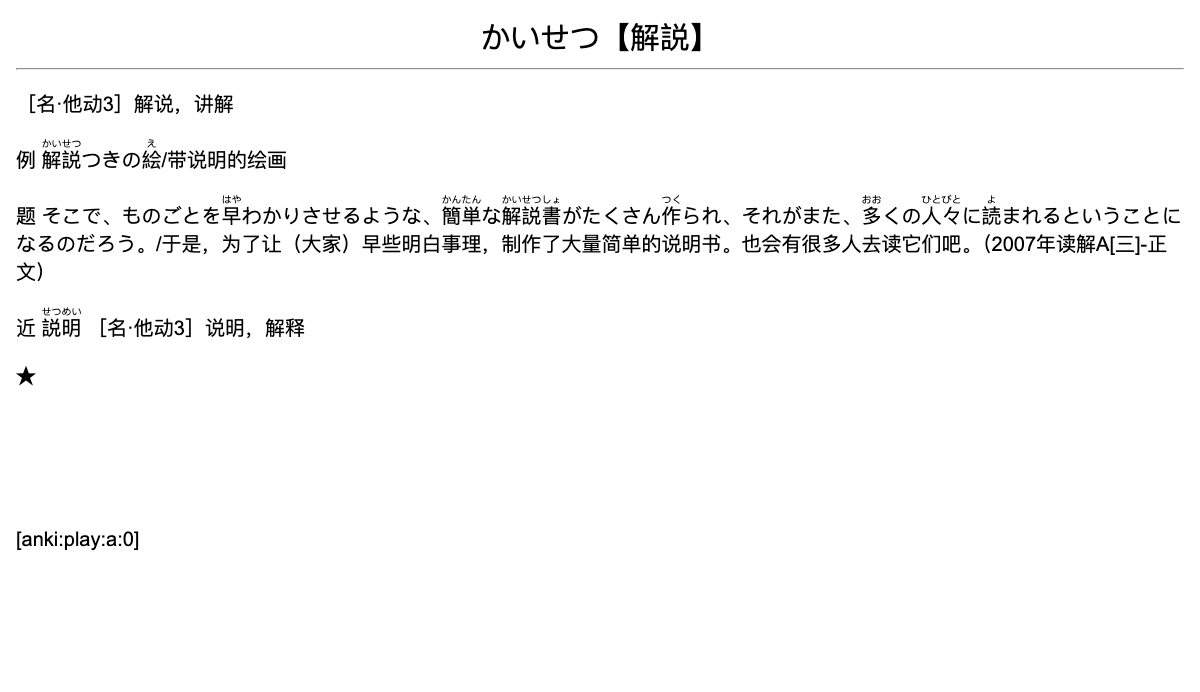 かいせつ【解説】
［名·他动3］解说，讲解
かいせつ え
例 解説つきの絵/带说明的绘画
はや かんたん かいせつしょ つく おお ひとびと よ
题 そこで、ものごとを早わかりさせるような、簡単な解説書がたくさん作られ、それがまた、多くの人々に読まれるということに
なるのだろう。/于是，为了让（大家）早些明白事理，制作了大量简单的说明书。也会有很多人去读它们吧。（2007年读解A[三]-正
文）
せつめい
近 説明 ［名·他动3］说明，解释
★
[anki:play:a:0]